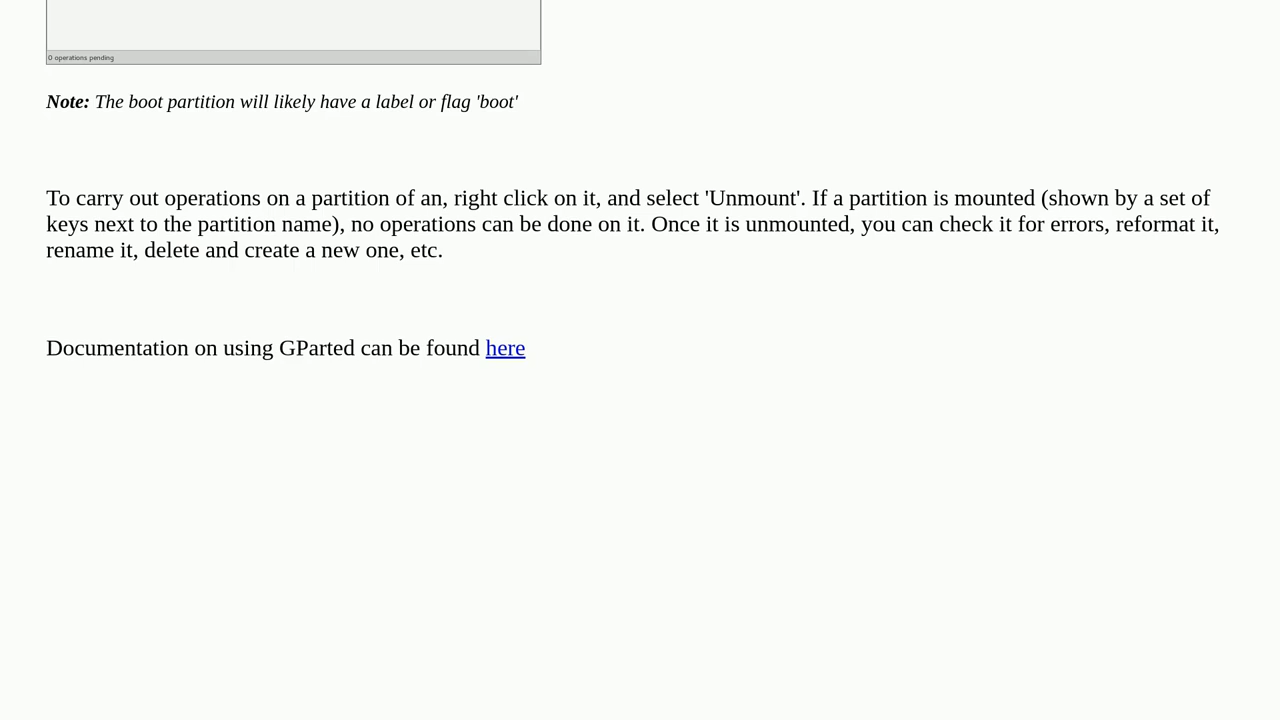 0 operations pending
Note: The boot partition will likely have a label or flag 'boot'
To carry out operations on a partition of an, right click on it, and select 'Unmount'. If a partition is mounted (shown by a set of
keys next to the partition name), no operations can be done on it. Once it is unmounted, you can check it for errors, reformat it,
rename it, delete and create a new one, etc.
Documentation on using GParted can be found here